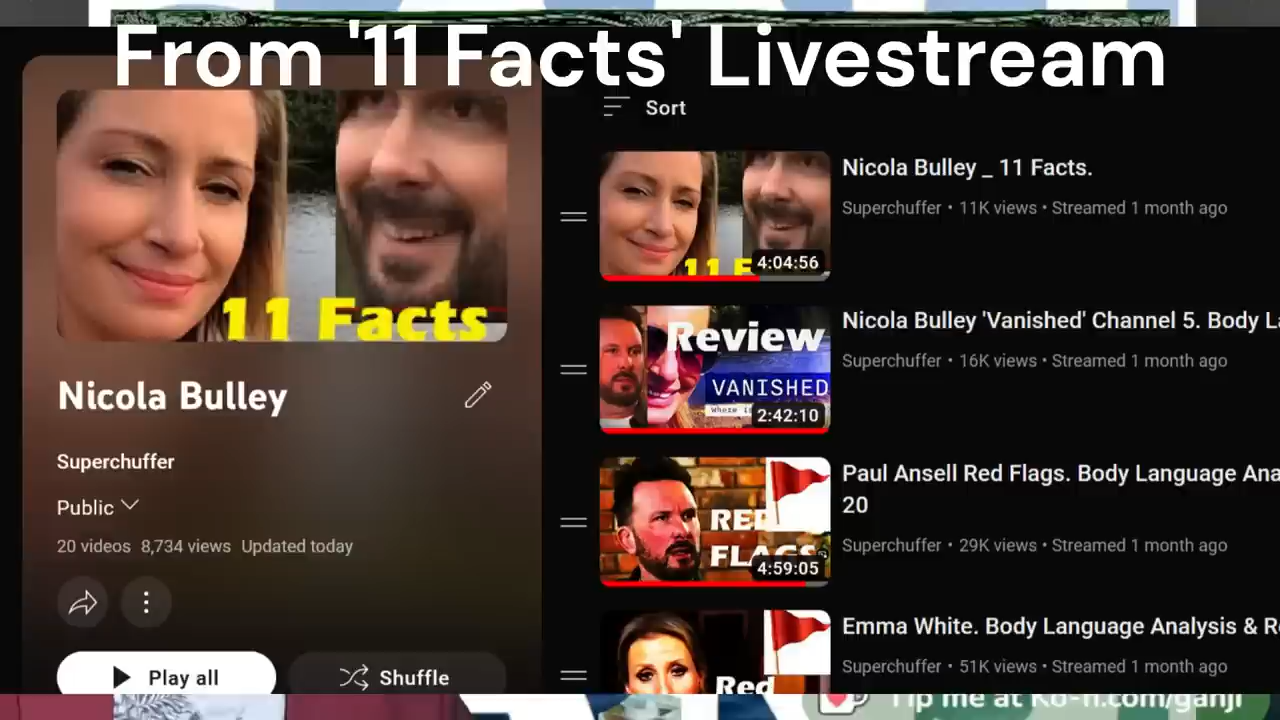 From '11 Facts' Livestream
11 Facts
Nicola Bulley
Superchuffer
Public
20 videos 8,734 views Updated today
Play all
Shuffle
Sort
4:04:56
Nicola Bulley _ 11 Facts.
Superchuffer • 11K views • Streamed 1 month ago
Review
VANISHED
2:42:10
Nicola Bulley 'Vanished' Channel 5. Body
Superchuffer • 16K views • Streamed 1 month ago
RED
FLAGS
4:59:05
Paul Ansell Red Flags. Body Language
20
Superchuffer • 29K views • Streamed 1 month ago
Red
Emma White. Body Language Analysis &
Superchuffer • 51K views • Streamed 1 month ago
Tip me at Ko-fi.com/ganji